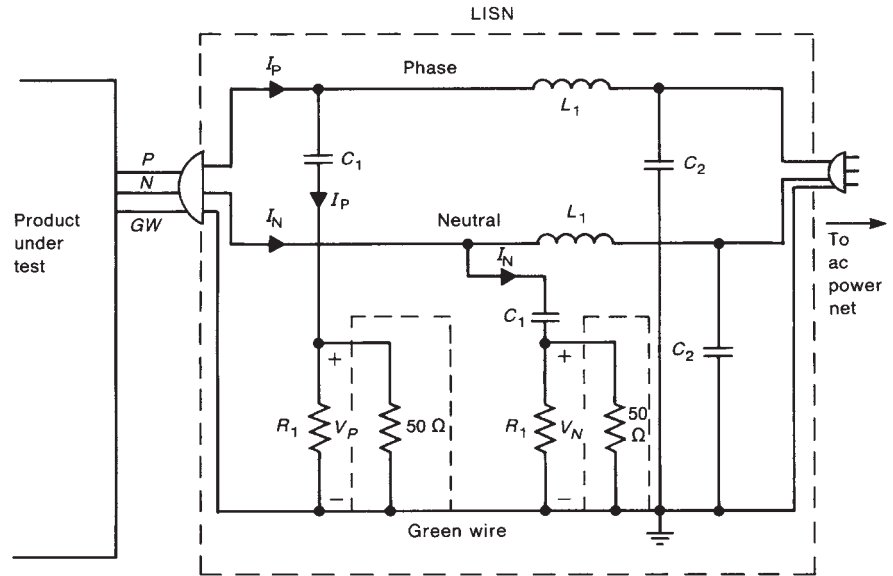 LISN
I_P
Phase
L_1
C_1
C_2
P
N
GW
I_P
Product
under
test
I_N
Neutral
L_1
I_N
To
ac
power
net
C_1
C_2
+
+
R_1
V_P
50 Ω
R_1
V_N
50
Ω
−
−
Green wire